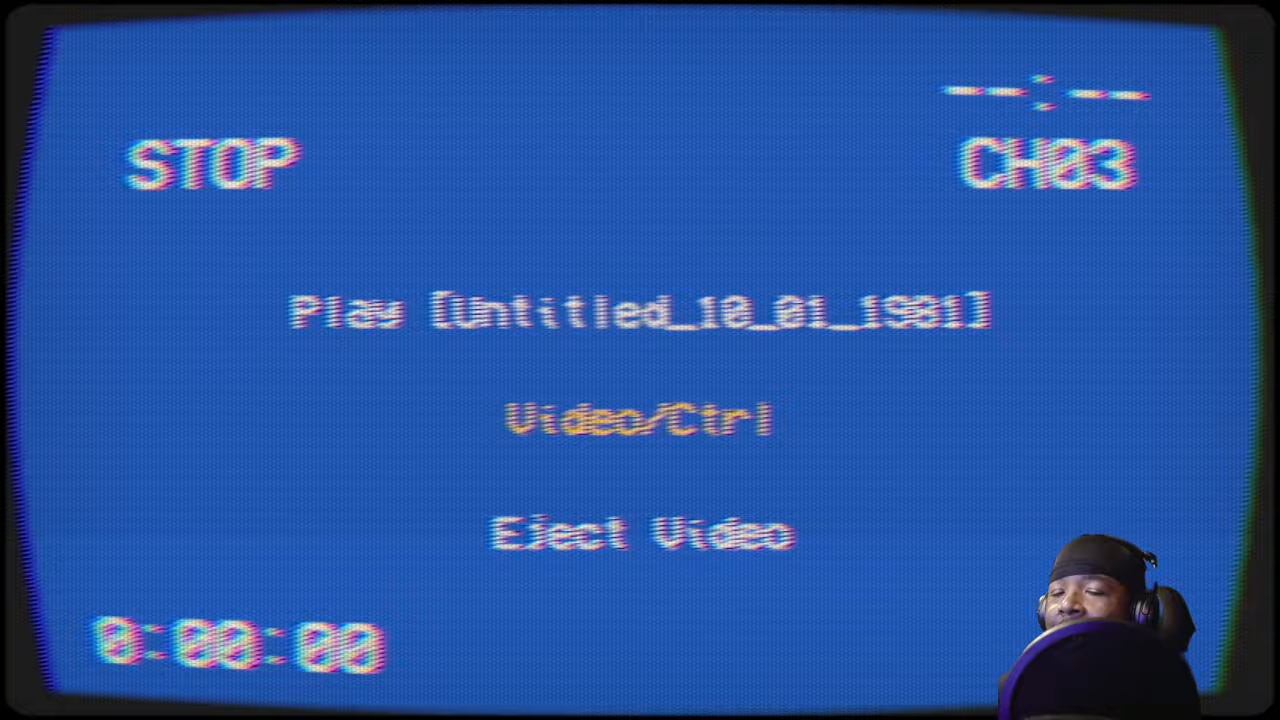 --:--
STOP
CH03
Play [Untitled_10_01_1981]
Video/Ctrl
Eject Video
0:00:00